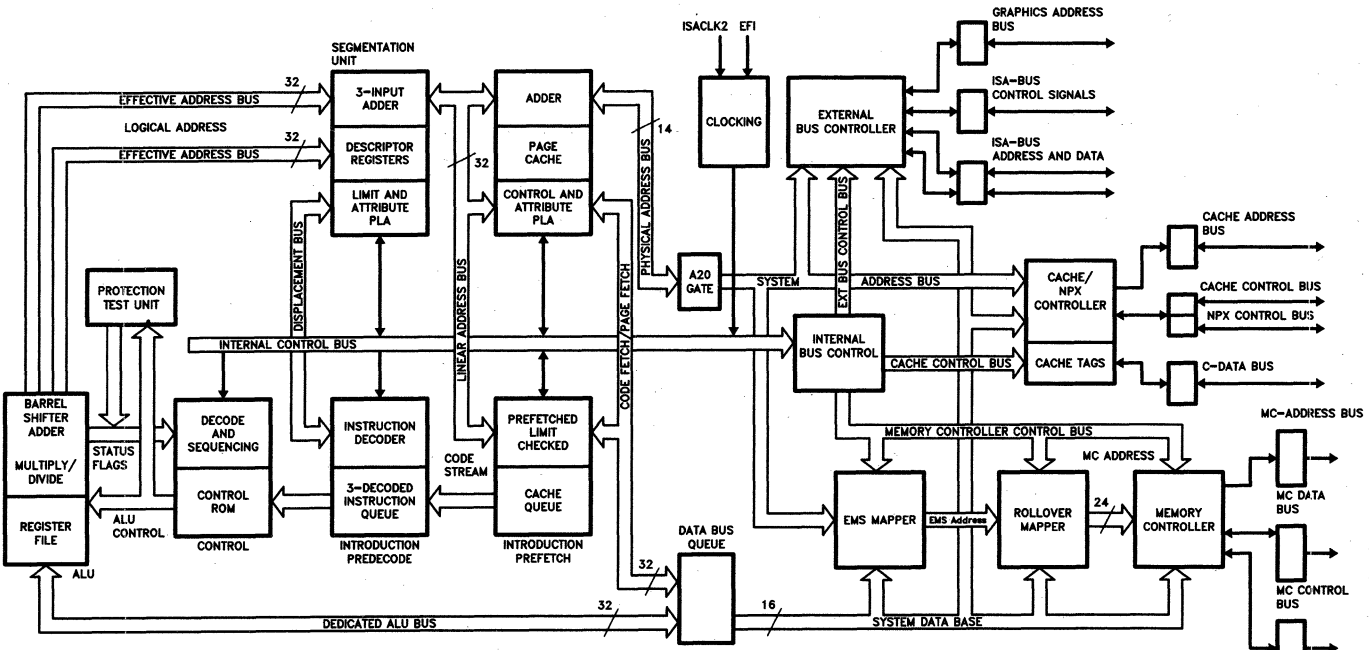 GRAPHICS ADDRESS
BUS
ISACLK2 EFI
SEGMENTATION
UNIT
32
EFFECTIVE ADDRESS BUS
3-INPUT
ADDER
ADDER
14
CLOCKING
EXTERNAL
BUS CONTROLLER
ISA-BUS
CONTROL SIGNALS
LOGICAL ADDRESS
32
EFFECTIVE ADDRESS BUS
DESCRIPTOR
REGISTERS
32
PAGE
CACHE
ISA-BUS
ADDRESS AND DATA
LIMIT AND
ATTRIBUTE
PLA
CONTROL AND
ATTRIBUTE
PLA
PHYSICAL ADDRESS BUS
EXT BUS CONTROL BUS
CACHE ADDRESS
BUS
DISPLACEMENT BUS
LINEAR ADDRESS BUS
CODE FETCH/PAGE FETCH
A20
GATE
SYSTEM
ADDRESS BUS
CACHE/
NPX
CONTROLLER
CACHE CONTROL BUS
NPX CONTROL BUS
PROTECTION
TEST UNIT
INTERNAL CONTROL BUS
INTERNAL
BUS CONTROL
CACHE CONTROL BUS
CACHE TAGS
C-DATA BUS
BARREL
SHIFTER
ADDER
MULTIPLY/
DIVIDE
REGISTER
FILE
ALU
STATUS
FLAGS
ALU
CONTROL
DECODE
AND
SEQUENCING
CONTROL
ROM
CONTROL
INSTRUCTION
DECODER
3-DECODED
INSTRUCTION
QUEUE
INTRODUCTION
PREDECODE
CODE
STREAM
PREFETCHED
LIMIT
CHECKED
CACHE
QUEUE
INTRODUCTION
PREFETCH
MC-ADDRESS BUS
MEMORY CONTROLLER CONTROL BUS
MC ADDRESS
EMS MAPPER
EMS Address
ROLLOVER
MAPPER
24
MEMORY
CONTROLLER
MC DATA
BUS
DATA BUS
QUEUE
32
MC CONTROL
BUS
DEDICATED ALU BUS
32
16
SYSTEM DATA BASE